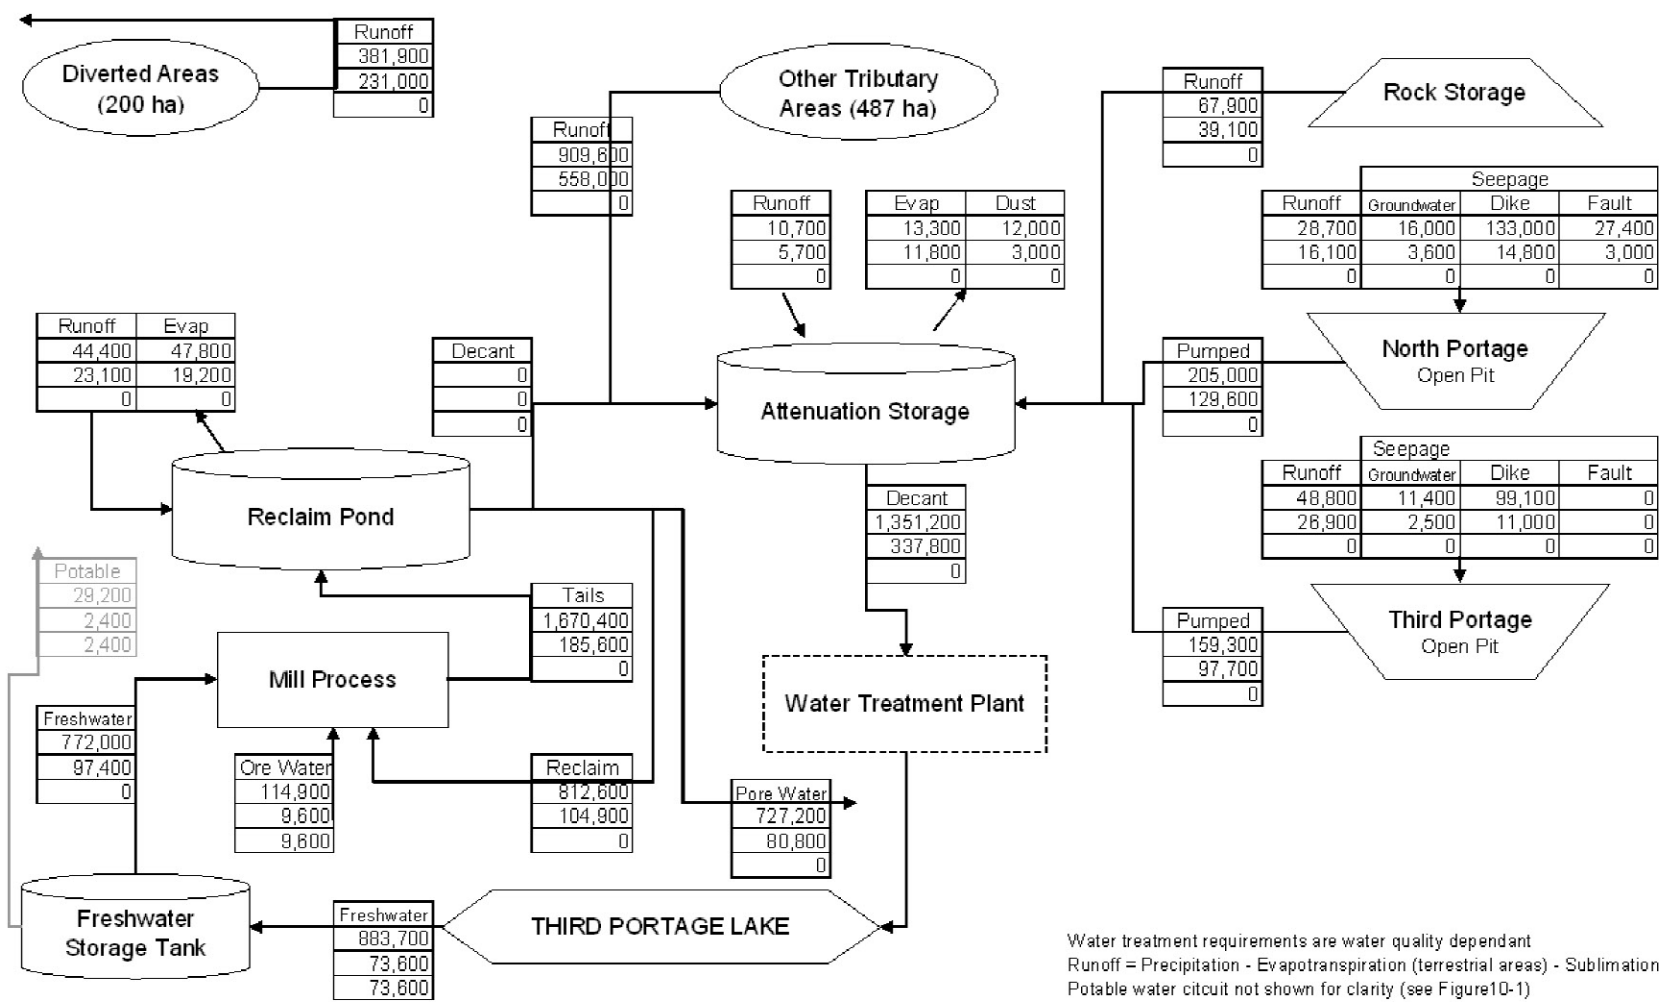 Runoff
381,900
231,000
0
Diverted Areas
(200 ha)
Other Tributary
Areas (487 ha)
Runoff
909,600
558,000
0
Runoff
67,900
39,100
0
Rock Storage
Runoff
10,700
5,700
0
Evap Dust
13,300 12,000
11,800 3,000
0 0
Seepage
Runoff Groundwater Dike Fault
28,700 16,000 133,000 27,400
16,100 3,600 14,800 3,000
0 0 0 0
North Portage
Open Pit
Pumped
205,000
129,600
0
Runoff Evap
44,400 47,800
23,100 19,200
0 0
Decant
0
0
0
Attenuation Storage
Reclaim Pond
Decant
1,351,200
337,800
0
Seepage
Runoff Groundwater Dike Fault
48,800 11,400 99,100 0
26,900 2,500 11,000 0
0 0 0 0
Third Portage
Open Pit
Pumped
159,300
97,700
0
Potable
29,200
2,400
2,400
Tails
1,670,400
185,600
0
Mill Process
Water Treatment Plant
Freshwater
772,000
97,400
0
Ore Water
114,900
9,600
9,600
Reclaim
812,600
104,900
0
Pore Water
727,200
80,800
0
Freshwater
Storage Tank
Freshwater
883,700
73,600
73,600
THIRD PORTAGE LAKE
Water treatment requirements are water quality dependant
Runoff = Precipitation - Evapotranspiration (terrestrial areas) - Sublimation
Potable water citcuit not shown for clarity (see Figure10-1)